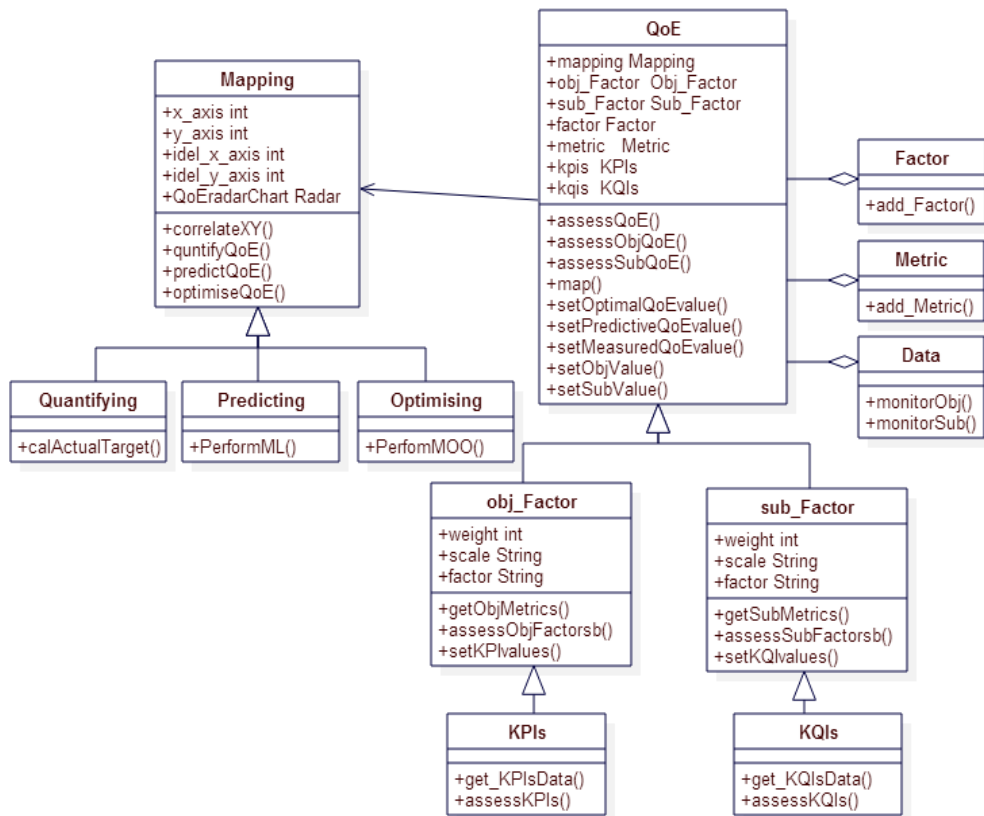 QoE
+mapping Mapping
+obj_Factor Obj_Factor
+sub_Factor Sub_Factor
+factor Factor
+metric Metric
+kpis KPIs
+kqis KQIs
+assessQoE()
+assessObjQoE()
+assessSubQoE()
+map()
+setOptimalQoEvalue()
+setPredictiveQoEvalue()
+setMeasuredQoEvalue()
+setObjValue()
+setSubValue()
Mapping
+x_axis int
+y_axis int
+idel_x_axis int
+idel_y_axis int
+QoEradarChart Radar
+correlateXY()
+quntifyQoE()
+predictQoE()
+optimiseQoE()
Factor
+add_Factor()
Metric
+add_Metric()
Data
+monitorObj()
+monitorSub()
Quantifying
+calActualTarget()
Predicting
+PerformML()
Optimising
+PerfomMOO()
obj_Factor
+weight int
+scale String
+factor String
+getObjMetrics()
+assessObjFactorsb()
+setKPIvalues()
sub_Factor
+weight int
+scale String
+factor String
+getSubMetrics()
+assessSubFactorsb()
+setKQIvalues()
KPIs
+get_KPIsData()
+assessKPIs()
KQIs
+get_KQIsData()
+assessKQIs()